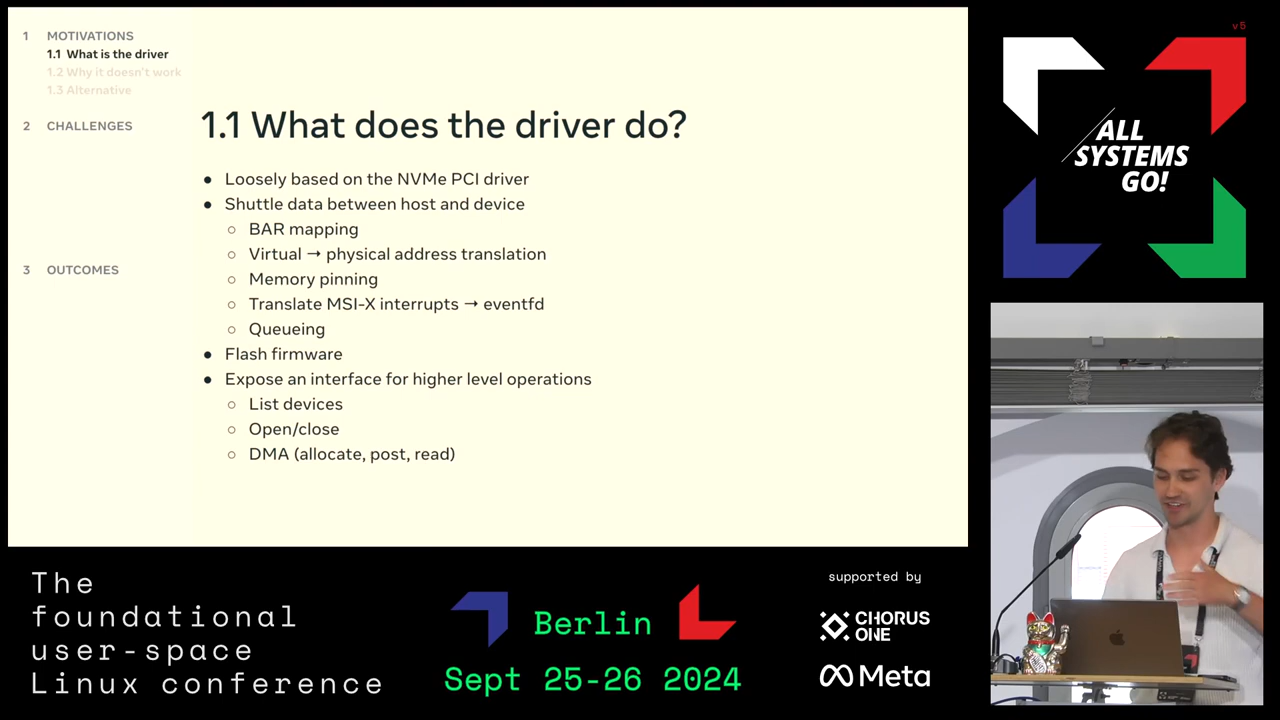 1 MOTIVATIONS
1.1 What is the driver
1.2 Why it doesn't work
1.3 Alternative
2 CHALLENGES
3 OUTCOMES
1.1 What does the driver do?
● Loosely based on the NVMe PCI driver
● Shuttle data between host and device
○ BAR mapping
○ Virtual → physical address translation
○ Memory pinning
○ Translate MSI-X interrupts → eventfd
○ Queueing
● Flash firmware
● Expose an interface for higher level operations
○ List devices
○ Open/close
○ DMA (allocate, post, read)
v5
ALL
SYSTEMS
GO!
The
foundational
user-space
Linux conference
Berlin
Sept 25-26 2024
supported by
CHORUS
ONE
Meta